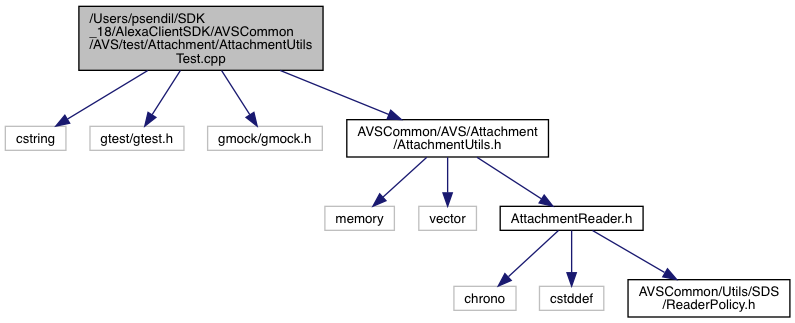 /Users/psendil/SDK
_18/AlexaClientSDK/AVSCommon
/AVS/test/Attachment/AttachmentUtils
Test.cpp
cstring
gtest/gtest.h
gmock/gmock.h
AVSCommon/AVS/Attachment
/AttachmentUtils.h
memory
vector
AttachmentReader.h
chrono
cstddef
AVSCommon/Utils/SDS
/ReaderPolicy.h